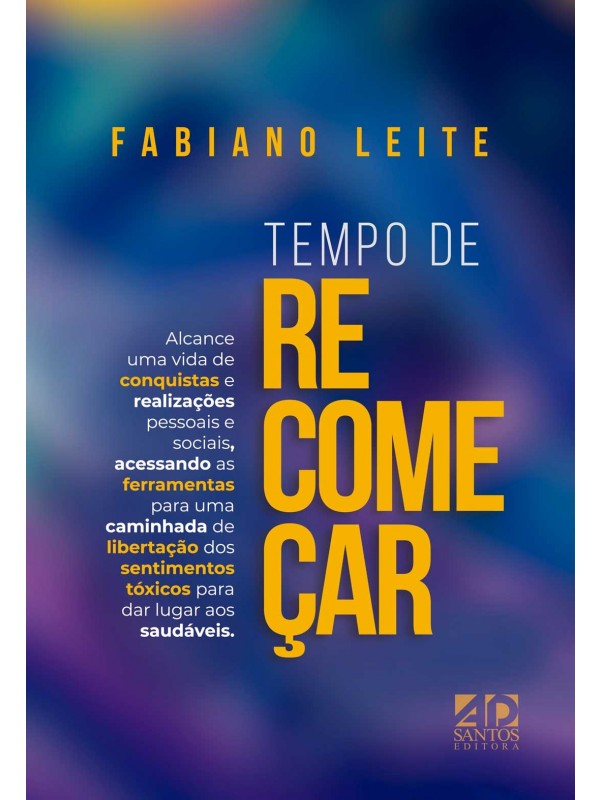 FABIANO LEITE
TEMPO DE
RE
COME
ÇAR
Alcance
uma vida de
conquistas e
realizações
pessoais e
sociais,
acessando as
ferramentas
para uma
caminhada de
libertação dos
sentimentos
tóxicos para
dar lugar aos
saudáveis.
AD
SANTOS
EDITORA